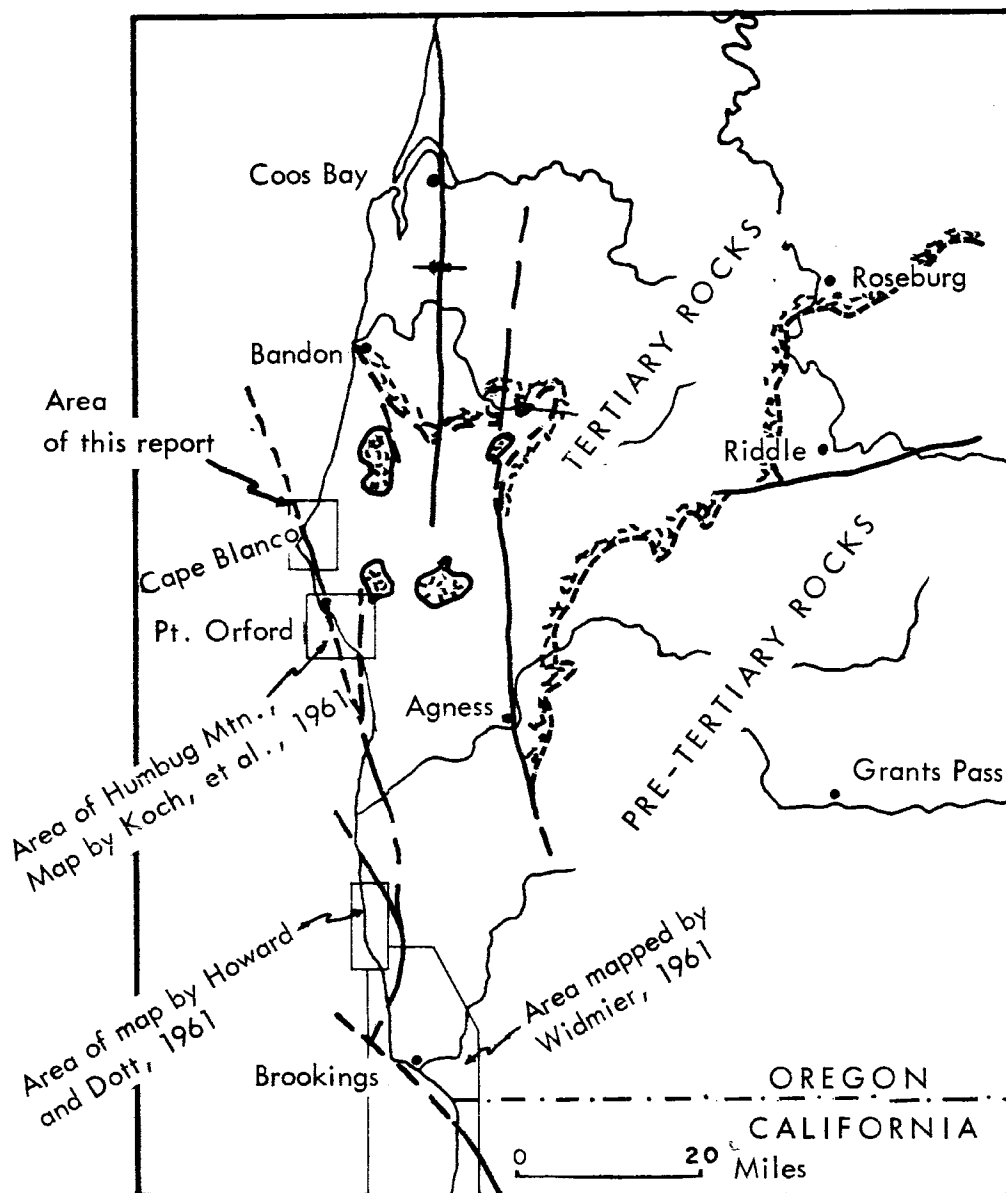 Coos Bay
Roseburg
TERTIARY ROCKS
Bandon
Area
of this report
Riddle
Cape Blanco
Pt. Orford
PRE-TERTIARY ROCKS
Agness
Area of Humbug Mtn.,
Map by Koch, et al., 1961
Grants Pass
Area of map by Howard
and Dott, 1961
Area mapped by
Widmier, 1961
Brookings
OREGON
CALIFORNIA
0 20
Miles